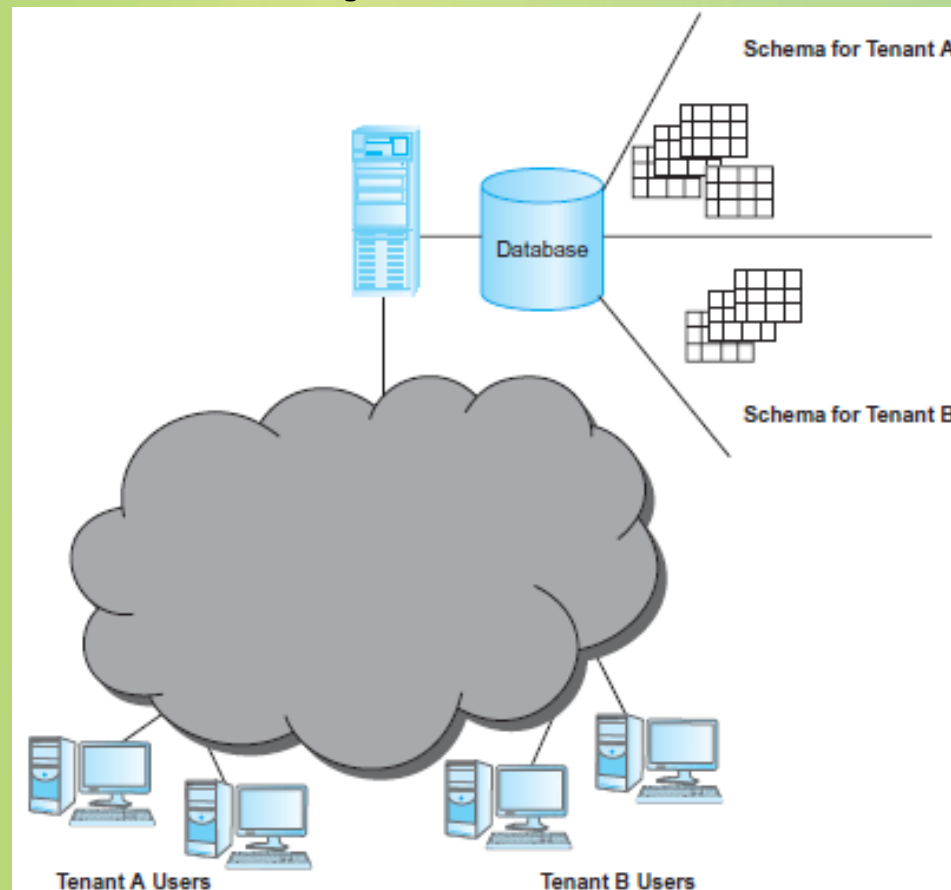 Schema for Tenant A
Database
Schema for Tenant B
Tenant A Users
Tenant B Users